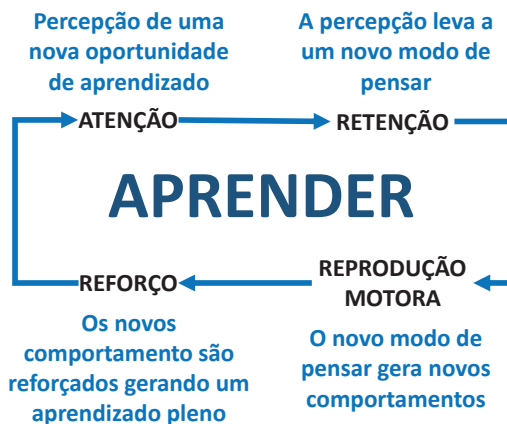 Percepção de uma
nova oportunidade
de aprendizado
A percepção leva a
um novo modo de
pensar
ATENÇÃO
RETENÇÃO
APRENDER
REFORÇO
REPRODUÇÃO
MOTORA
Os novos
comportamento são
reforçados gerando um
aprendizado pleno
O novo modo de
pensar gera novos
comportamentos